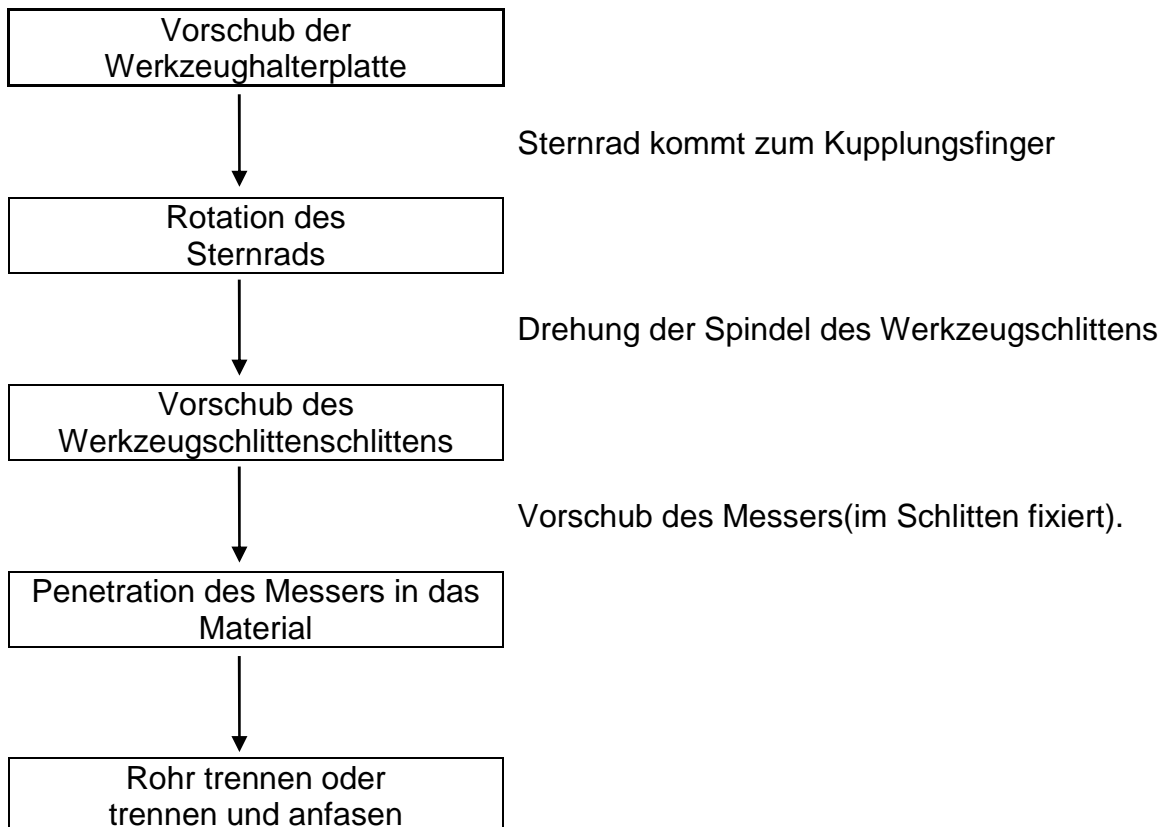 Vorschub der
Werkzeughalterplatte
Sternrad kommt zum Kupplungsfinger
Rotation des
Sternrads
Drehung der Spindel des Werkzeugschlittens
Vorschub des
Werkzeugschlittenschlittens
Vorschub des Messers(im Schlitten fixiert).
Penetration des Messers in das
Material
Rohr trennen oder
trennen und anfasen